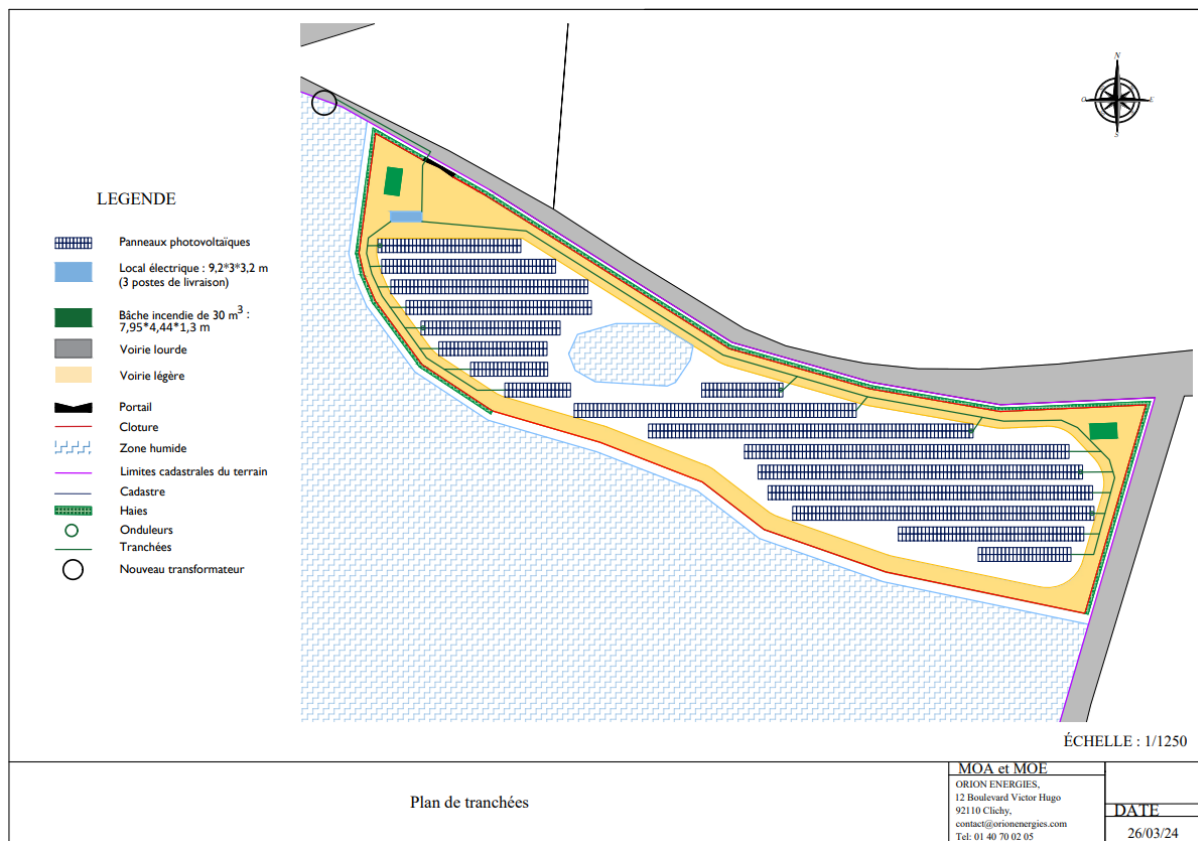 N
O
E
S
LEGENDE
Panneaux photovoltaïques
Local électrique : 9,2*3*3,2 m
(3 postes de livraison)
Bâche incendie de 30 m³ :
7,95*4,44*1,3 m
Voirie lourde
Voirie légère
Portail
Cloture
Zone humide
Limites cadastrales du terrain
Cadastre
Haies
Onduleurs
Tranchées
Nouveau transformateur
ÉCHELLE : 1/1250
Plan de tranchées
MOA et MOE
ORION ENERGIES,
12 Boulevard Victor Hugo
92110 Clichy,
contact@orionenergies.com
Tel: 01 40 70 02 05
DATE
26/03/24